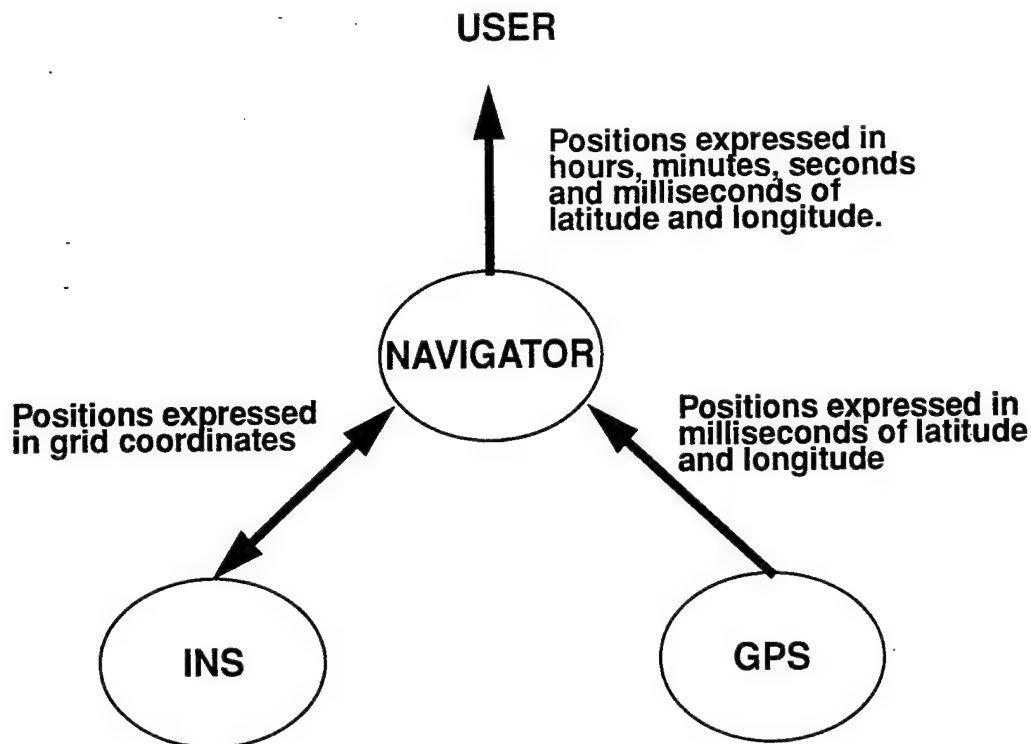 USER
Positions expressed in
hours, minutes, seconds
and milliseconds of
latitude and longitude.
NAVIGATOR
Positions expressed
in grid coordinates
Positions expressed in
milliseconds of latitude
and longitude
INS
GPS